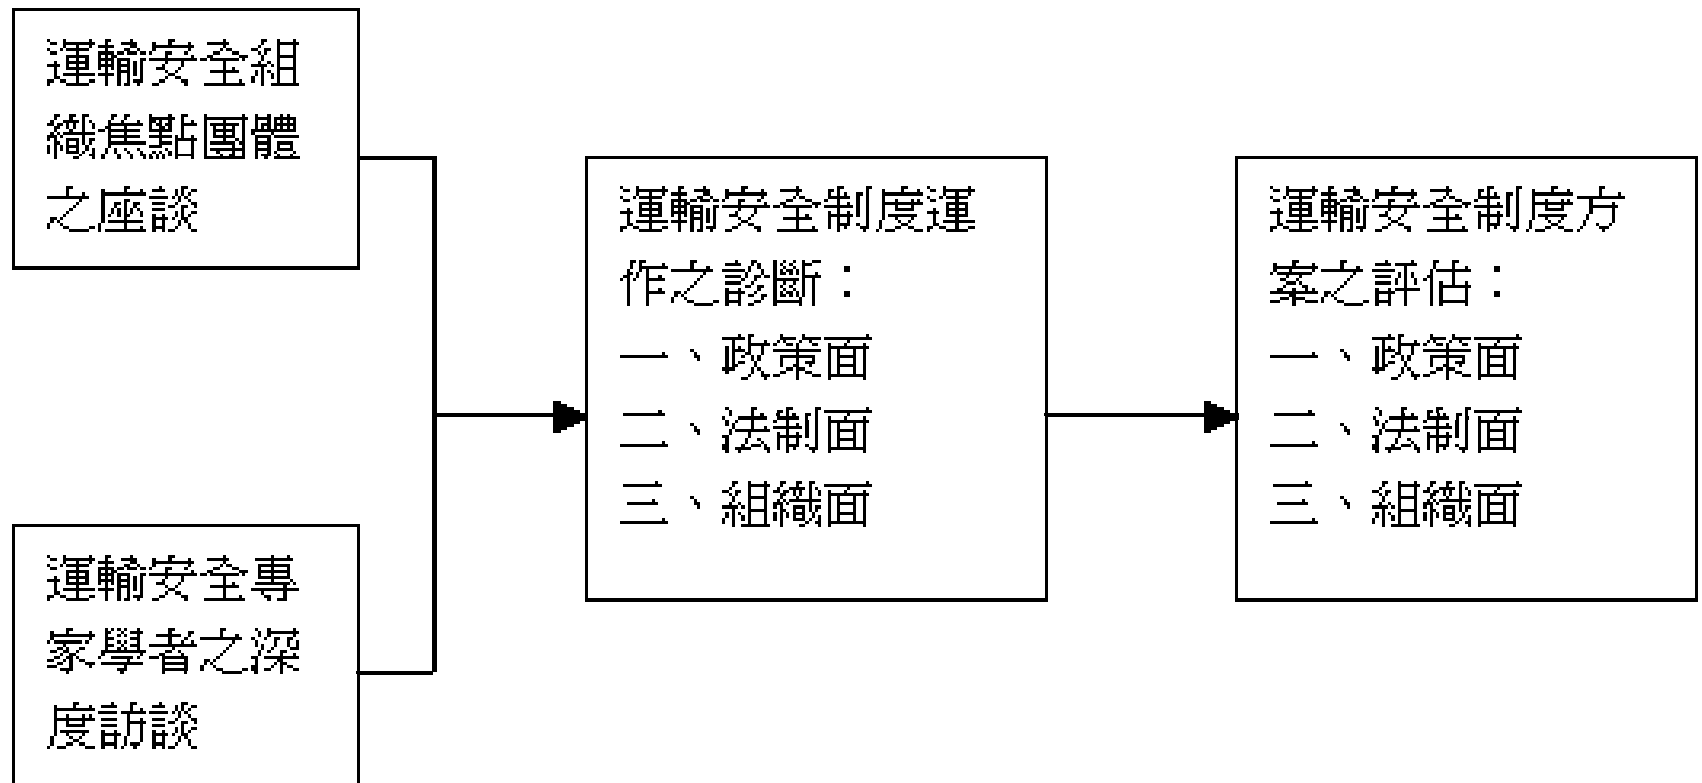 運輸安全組
織焦點團體
之座談
運輸安全專
家學者之深
度訪談
運輸安全制度運
作之診斷：
一、政策面
二、法制面
三、組織面
運輸安全制度方
案之評估：
一、政策面
二、法制面
三、組織面